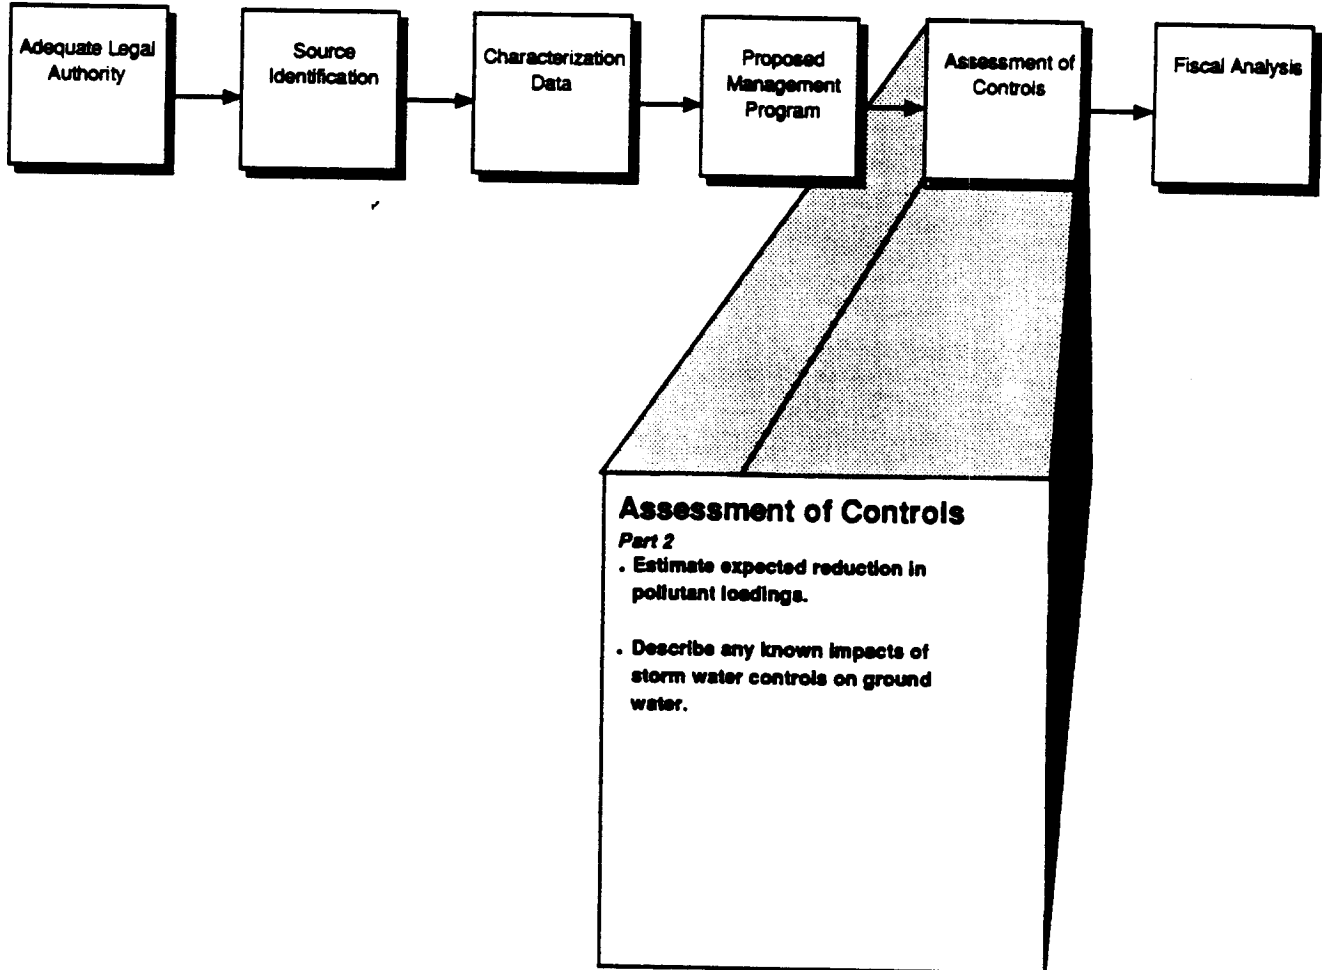 Adequate Legal
Authority
Source
Identification
Characterization
Data
Proposed
Management
Program
Assessment of
Controls
Fiscal Analysis
Assessment of Controls
Part 2
. Estimate expected reduction in
pollutant loadings.
. Describe any known impacts of
storm water controls on ground
water.